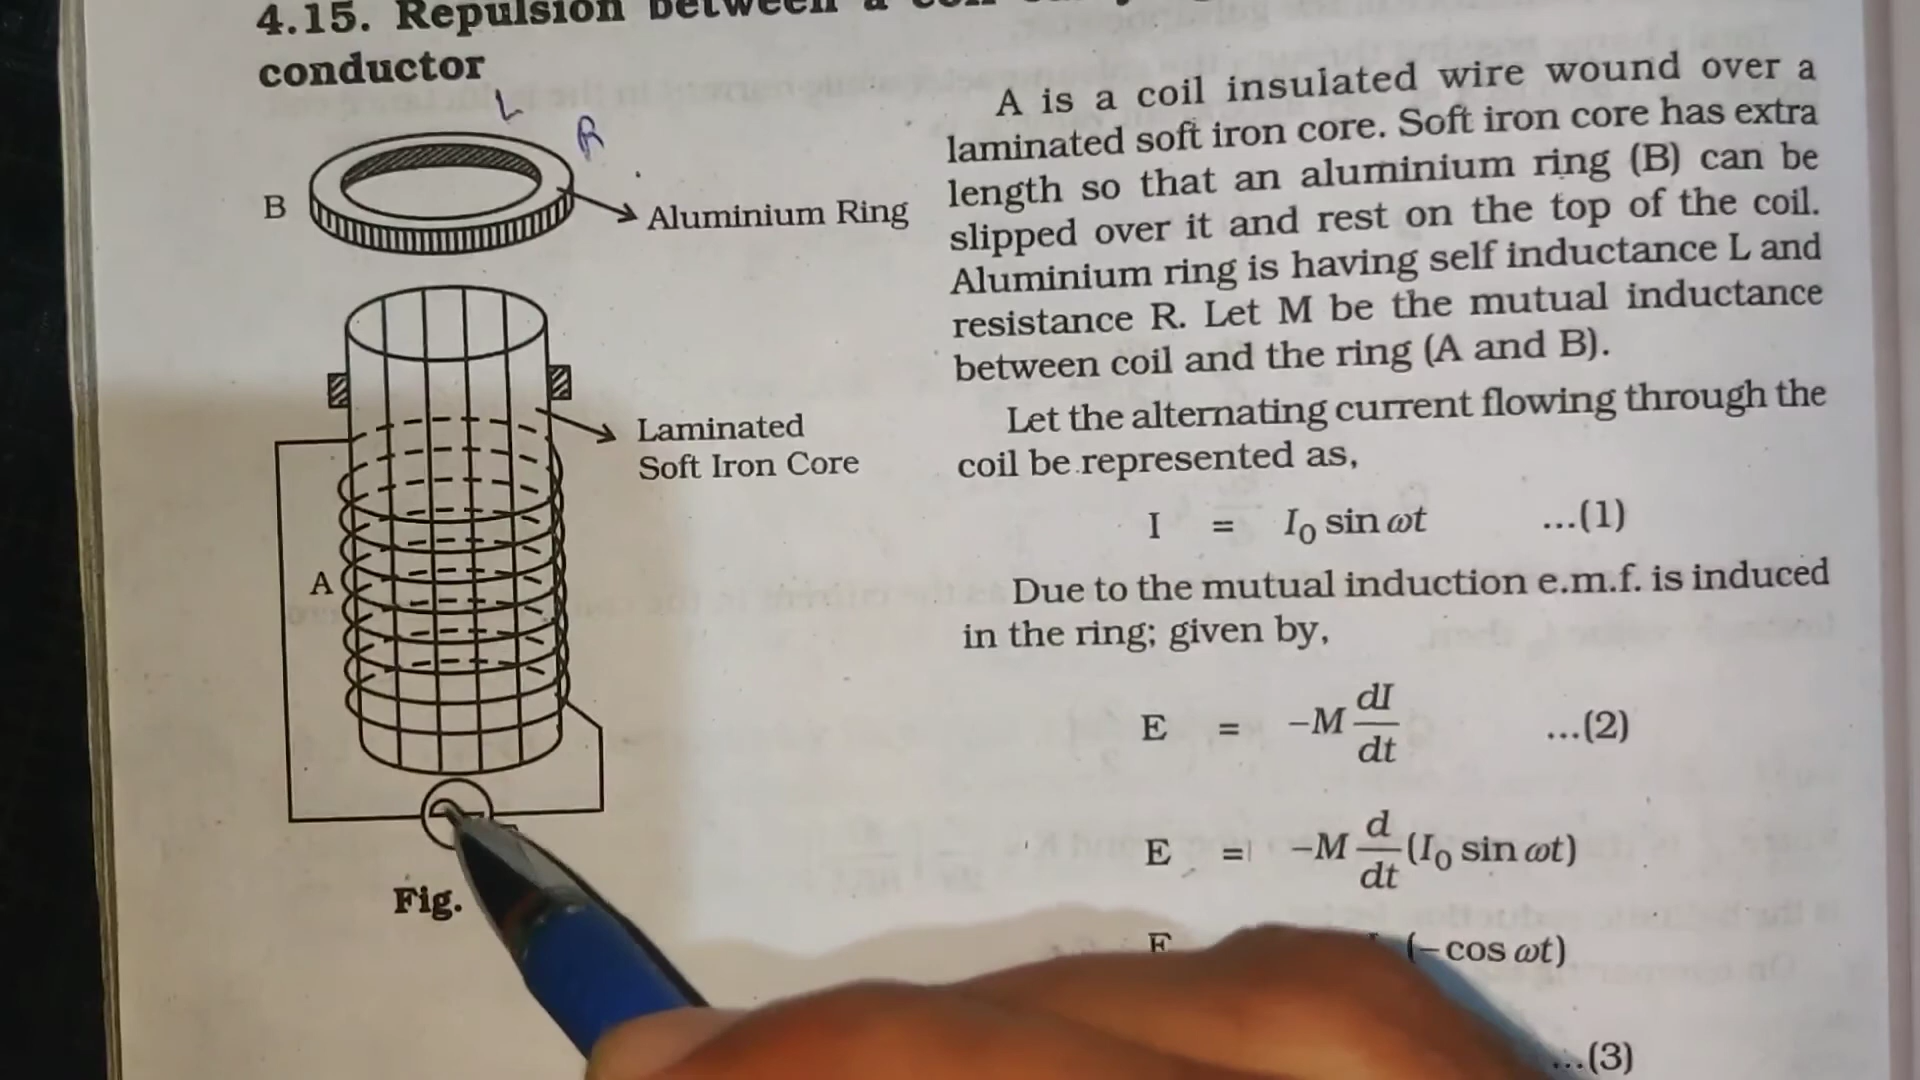 4.15. Repulsion between a coil
conductor
L
R
B
Aluminium Ring
Laminated
Soft Iron Core
A
Fig.
A is a coil insulated wire wound over a
laminated soft iron core. Soft iron core has extra
length so that an aluminium ring (B) can be
slipped over it and rest on the top of the coil.
Aluminium ring is having self inductance L and
resistance R. Let M be the mutual inductance
between coil and the ring (A and B).
Let the alternating current flowing through the
coil be represented as,
I = I₀ sin ωt ...(1)
Due to the mutual induction e.m.f. is induced
in the ring; given by,
E = -M dI/dt ...(2)
E = -M d/dt (I₀ sin ωt)
(-cos ωt)
...(3)